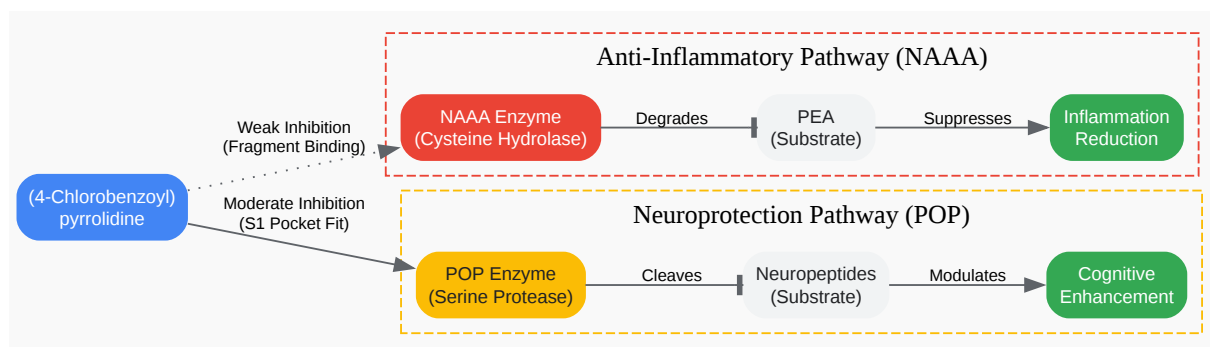 Anti-Inflammatory Pathway (NAAA)
Weak Inhibition
(Fragment Binding)
NAAA Enzyme
(Cysteine Hydrolase)
Degrades
PEA
(Substrate)
Suppresses
Inflammation
Reduction
(4-Chlorobenzoyl)
pyrrolidine
Moderate Inhibition
(S1 Pocket Fit)
Neuroprotection Pathway (POP)
POP Enzyme
(Serine Protease)
Cleaves
Neuropeptides
(Substrate)
Modulates
Cognitive
Enhancement